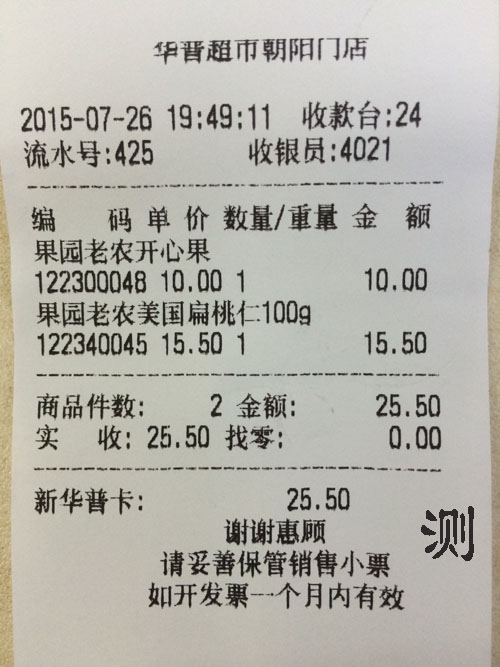 华普超市朝阳门店
2015-07-26 19:49:11 收款台:24
流水号:425 收银员:4021
编 码 单 价 数量/重量 金 额
果园老农开心果
122300048 10.00 1 10.00
果园老农美国扁桃仁100g
122340045 15.50 1 15.50
商品件数: 2 金额: 25.50
实 收: 25.50 找零: 0.00
新华普卡: 25.50
谢谢惠顾
测
请妥善保管销售小票
如开发票一个月内有效